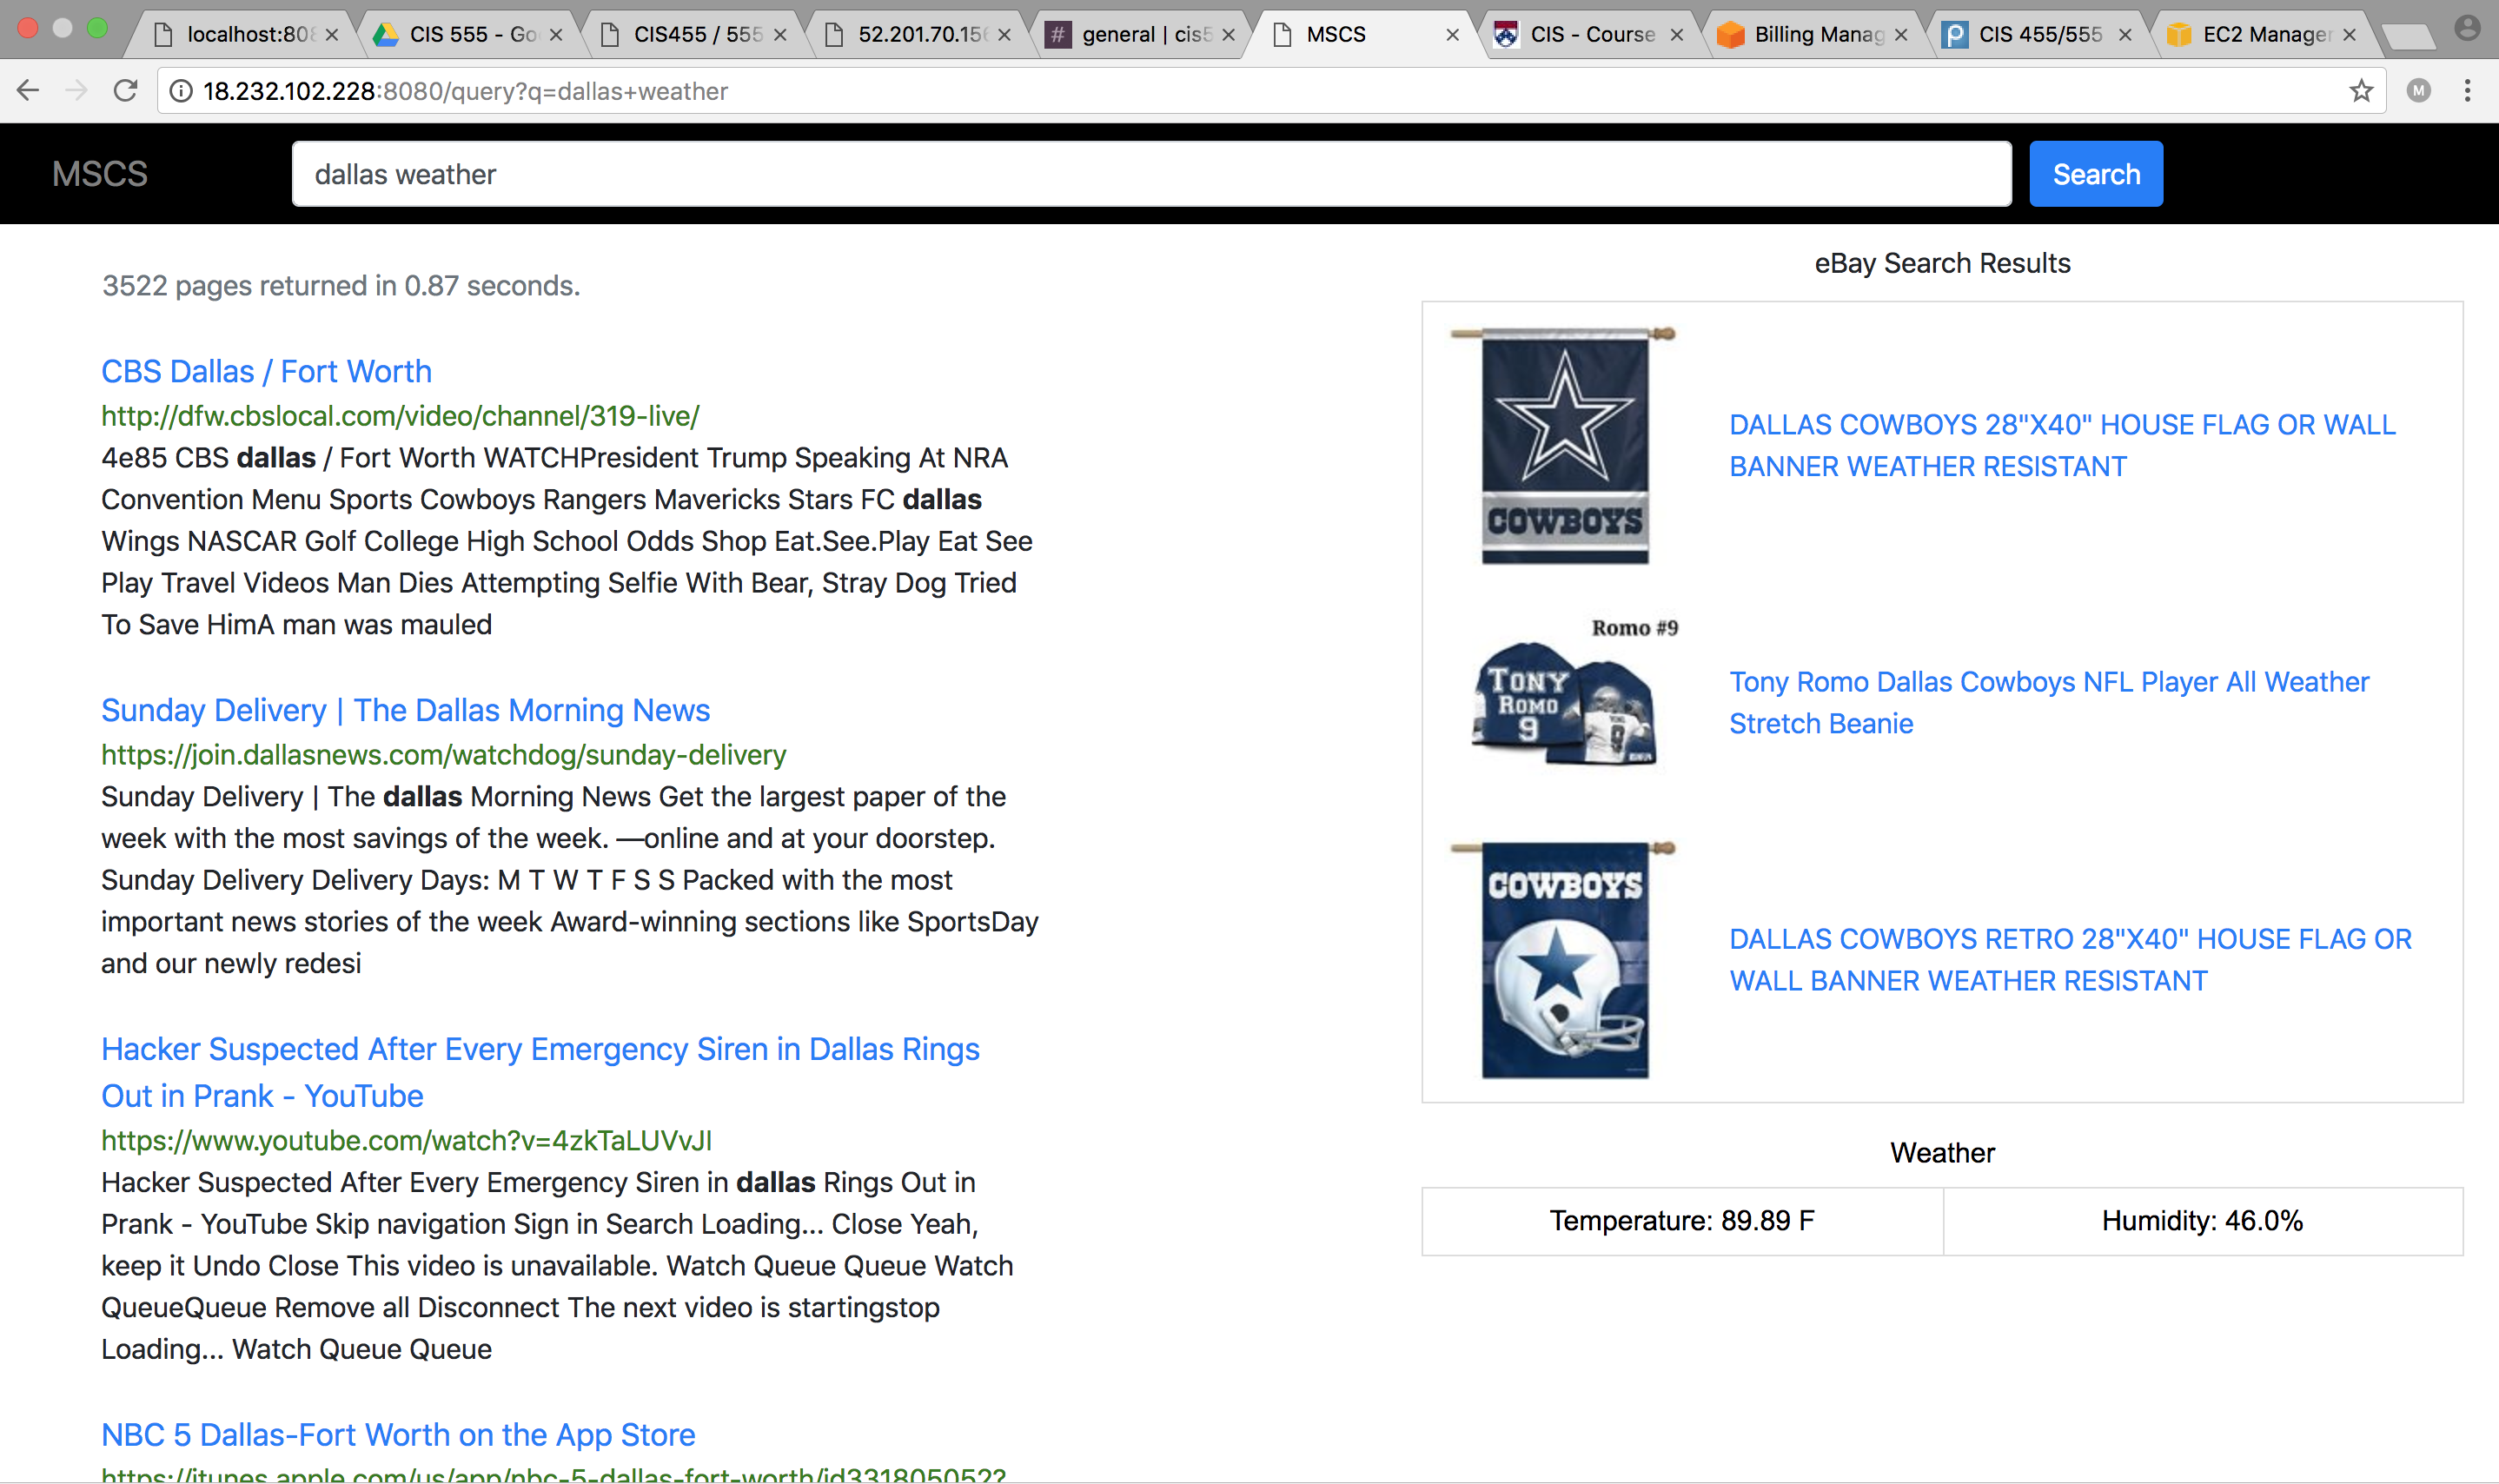 localhost:808
CIS 555 - Go
CIS455 / 555
52.201.70.156
# general | cis5
MSCS
CIS - Course
Billing Manag
CIS 455/555
EC2 Manager
18.232.102.228:8080/query?q=dallas+weather
M
MSCS
dallas weather
Search
3522 pages returned in 0.87 seconds.
CBS Dallas / Fort Worth
http://dfw.cbslocal.com/video/channel/319-live/
4e85 CBS dallas / Fort Worth WATCHPresident Trump Speaking At NRA
Convention Menu Sports Cowboys Rangers Mavericks Stars FC dallas
Wings NASCAR Golf College High School Odds Shop Eat.See.Play Eat See
Play Travel Videos Man Dies Attempting Selfie With Bear, Stray Dog Tried
To Save HimA man was mauled
Sunday Delivery | The Dallas Morning News
https://join.dallasnews.com/watchdog/sunday-delivery
Sunday Delivery | The dallas Morning News Get the largest paper of the
week with the most savings of the week. —online and at your doorstep.
Sunday Delivery Delivery Days: M T W T F S S Packed with the most
important news stories of the week Award-winning sections like SportsDay
and our newly redesi
Hacker Suspected After Every Emergency Siren in Dallas Rings
Out in Prank - YouTube
https://www.youtube.com/watch?v=4zkTaLUVvJI
Hacker Suspected After Every Emergency Siren in dallas Rings Out in
Prank - YouTube Skip navigation Sign in Search Loading... Close Yeah,
keep it Undo Close This video is unavailable. Watch Queue Queue Watch
QueueQueue Remove all Disconnect The next video is startingstop
Loading... Watch Queue Queue
NBC 5 Dallas-Fort Worth on the App Store
https://itunes.apple.com/us/app/nbc-5-dallas-fort-worth/id331805052?
eBay Search Results
COWBOYS
DALLAS COWBOYS 28"X40" HOUSE FLAG OR WALL
BANNER WEATHER RESISTANT
Romo #9
TONY
ROMO
9
9
Tony Romo Dallas Cowboys NFL Player All Weather
Stretch Beanie
COWBOYS
DALLAS COWBOYS RETRO 28"X40" HOUSE FLAG OR
WALL BANNER WEATHER RESISTANT
Weather
Temperature: 89.89 F
Humidity: 46.0%